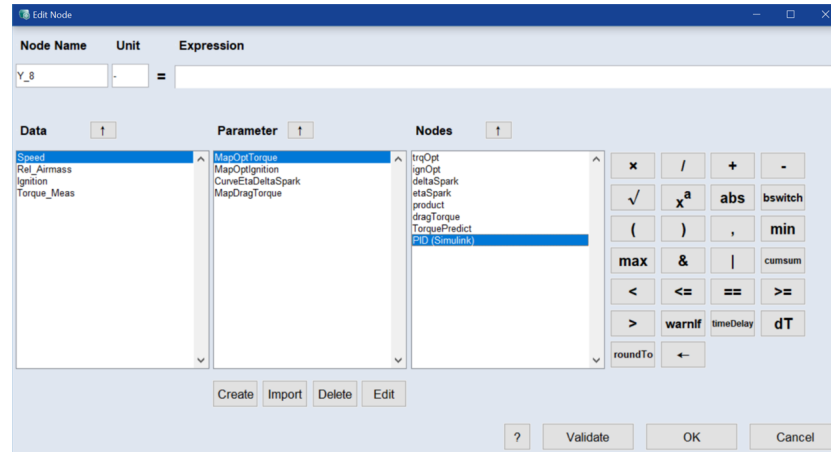 Edit Node
Node Name Unit Expression
Y_8 - =
Data ↑ Parameter ↑ Nodes ↑
Speed
Rel_Airmass
Ignition
Torque_Meas
MapOptTorque
MapOptIgnition
CurveEtaDeltaSpark
MapDragTorque
trqOpt
ignOpt
deltaSpark
etaSpark
product
dragTorque
TorquePredict
PID (Simulink)
× / + -
√ xª abs bswitch
( ) , min
max & | cumsum
< <= == >=
> warnIf timeDelay dT
roundTo ←
Create Import Delete Edit
? Validate OK Cancel